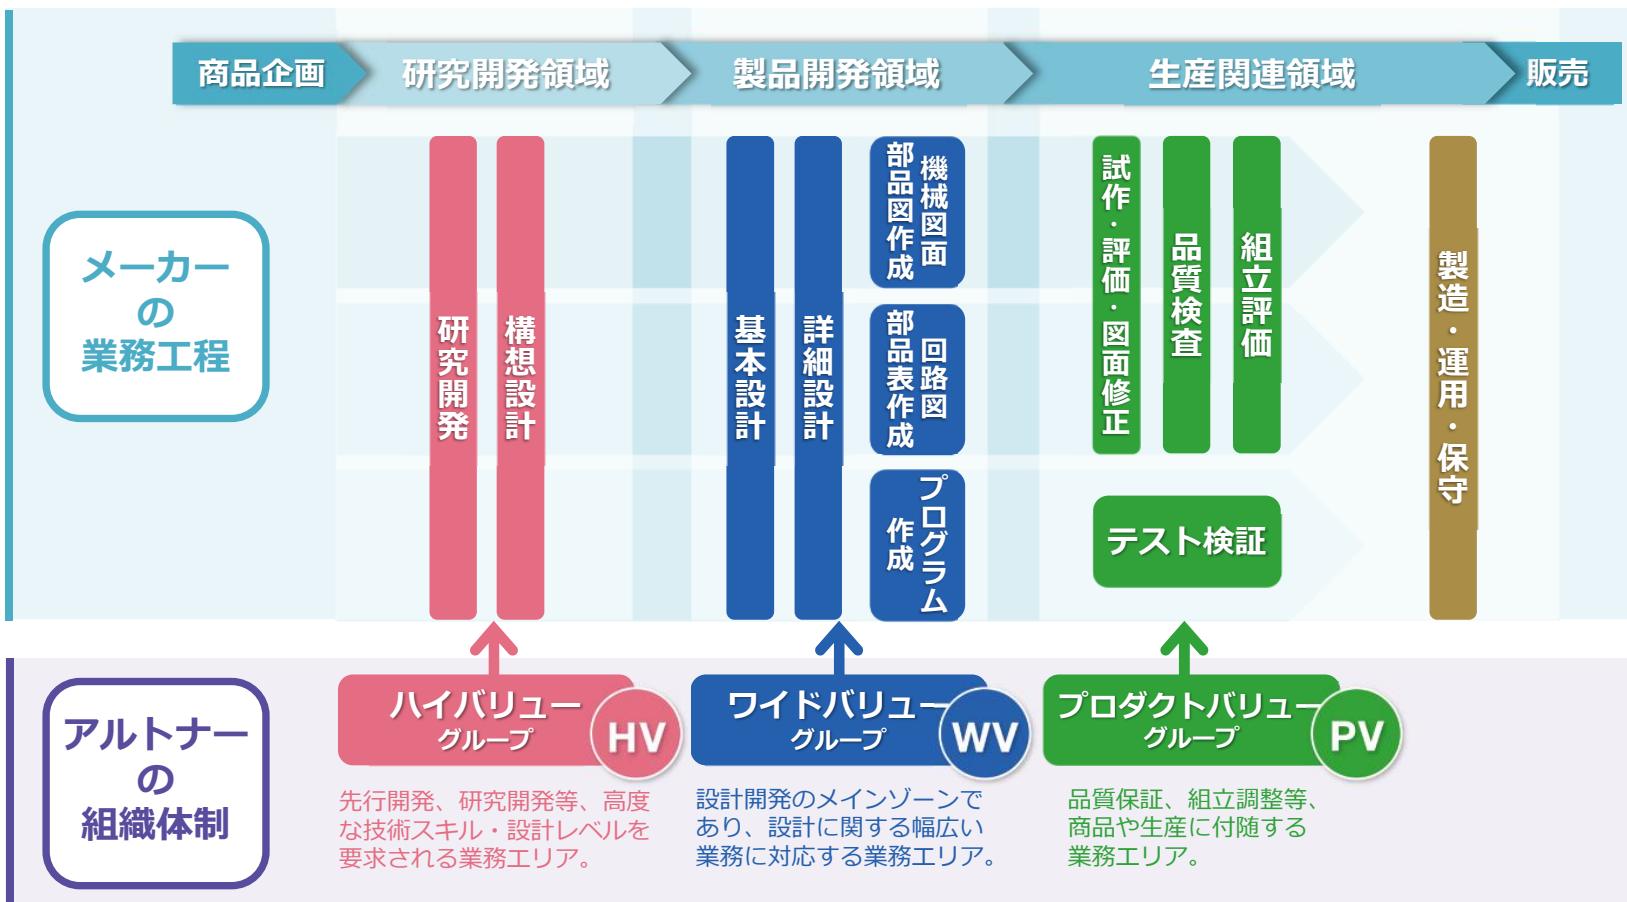 商品企画
研究開発領域
製品開発領域
生産関連領域
販売
メーカー
の
業務工程
研究開発
構想設計
基本設計
詳細設計
機械図面
部品図作成
回路図
部品表作成
プログラム
作成
試作・評価・図面修正
品質検査
組立評価
テスト検証
製造・運用・保守
アルトナー
の
組織体制
ハイバリュー
グループ
HV
先行開発、研究開発等、高度
な技術スキル・設計レベルを
要求される業務エリア。
ワイドバリュー
グループ
WV
設計開発のメインゾーンで
あり、設計に関する幅広い
業務に対応する業務エリア。
プロダクトバリュー
グループ
PV
品質保証、組立調整等、
商品や生産に付随する
業務エリア。